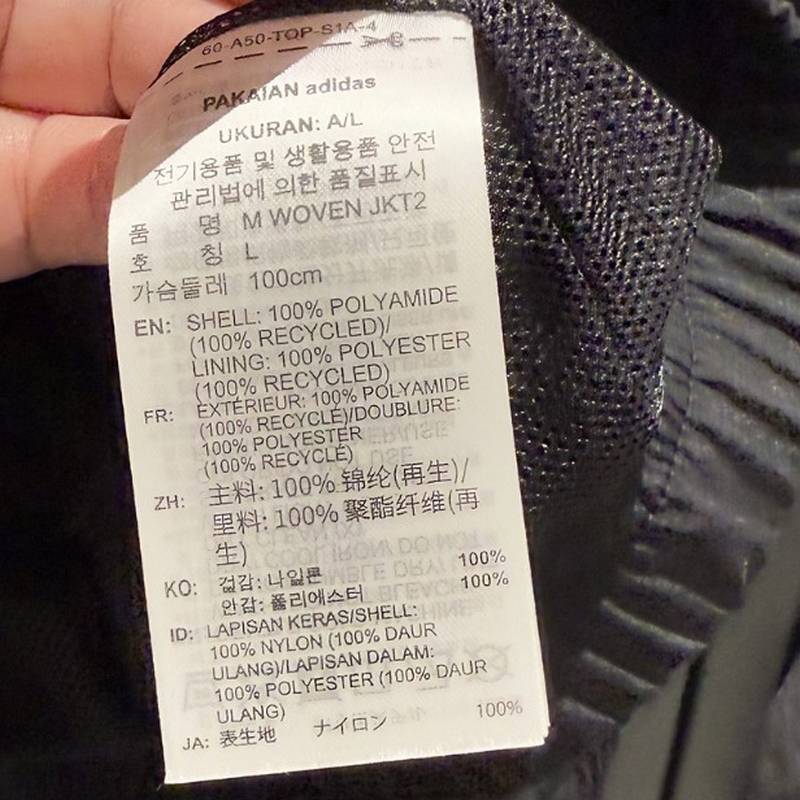 60-A50-TOP-S1A-4
PAKAIAN adidas
UKURAN: A/L
전기용품 및 생활용품 안전
관리법에 의한 품질표시
품 명 M WOVEN JKT2
호 칭 L
가슴둘레 100cm
EN: SHELL: 100% POLYAMIDE
(100% RECYCLED)/
LINING: 100% POLYESTER
(100% RECYCLED)
FR: EXTÉRIEUR: 100% POLYAMIDE
(100% RECYCLÉ)/DOUBLURE:
100% POLYESTER
(100% RECYCLÉ)
ZH: 主料: 100% 锦纶(再生)/
里料: 100% 聚酯纤维(再
生)
KO: 겉감: 나일론 100%
안감: 폴리에스터 100%
ID: LAPISAN KERAS/SHELL:
100% NYLON (100% DAUR
ULANG)/LAPISAN DALAM:
100% POLYESTER (100% DAUR
ULANG)
JA: 表生地 ナイロン 100%